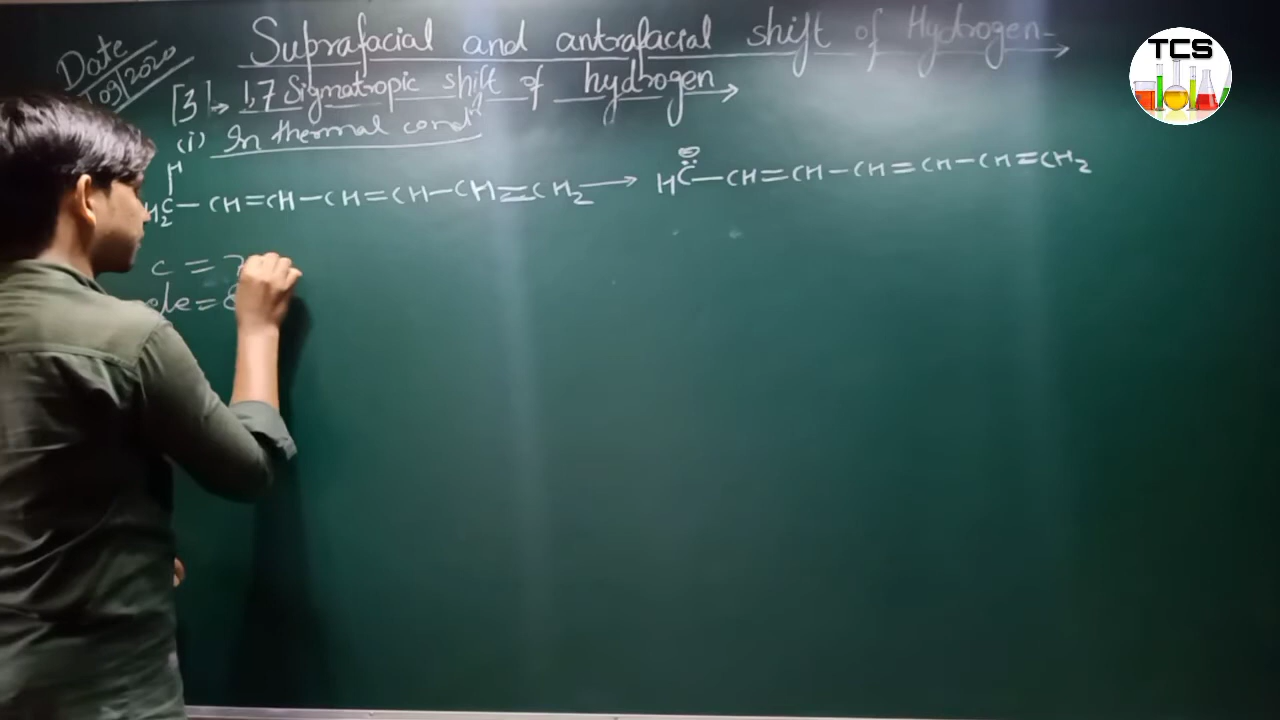 Suprafacial and antrafacial shift of Hydrogen-
Date
/09/2020
[3]→ 1,7 Sigmatropic shift of hydrogen
(i) In thermal condⁿ
H
H₂C—CH=CH—CH=CH—CH=CH₂ → HC̈⊖—CH=CH—CH=CH—CH=CH₂
c = 7
ele = 8
TCS